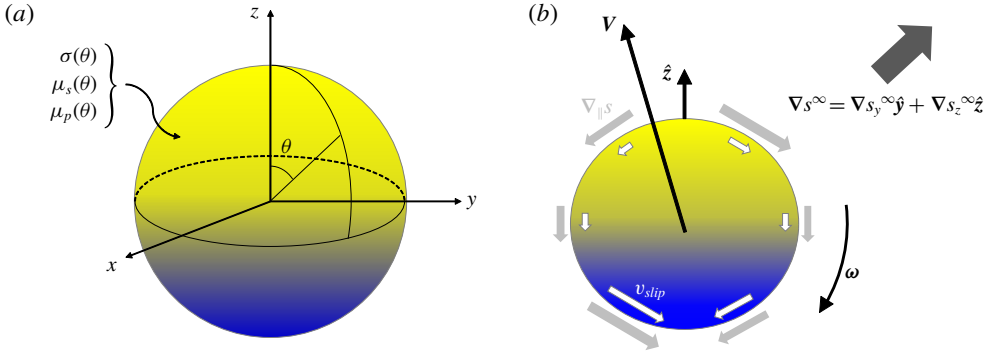 (a)
z
σ(θ)
μs(θ)
μp(θ)
θ
y
x
(b)
V
ẑ
∇∥s
∇s∞ = ∇sy∞ŷ + ∇sz∞ẑ
vslip
ω